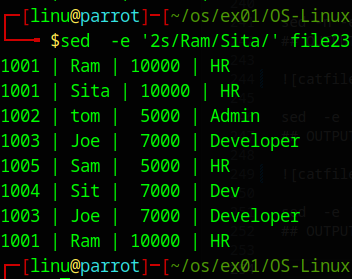 ┌─[linu@parrot]─[~/os/ex01/OS-Linux
└──╼ $sed  -e '2s/Ram/Sita/' file23
1001 | Ram | 10000 | HR
1001 | Sita | 10000 | HR
1002 | tom |  5000 | Admin
1003 | Joe |  7000 | Developer
1005 | Sam |  5000 | HR
1004 | Sit |  7000 | Dev
1003 | Joe |  7000 | Developer
1001 | Ram | 10000 | HR
┌─[linu@parrot]─[~/os/ex01/OS-Linux